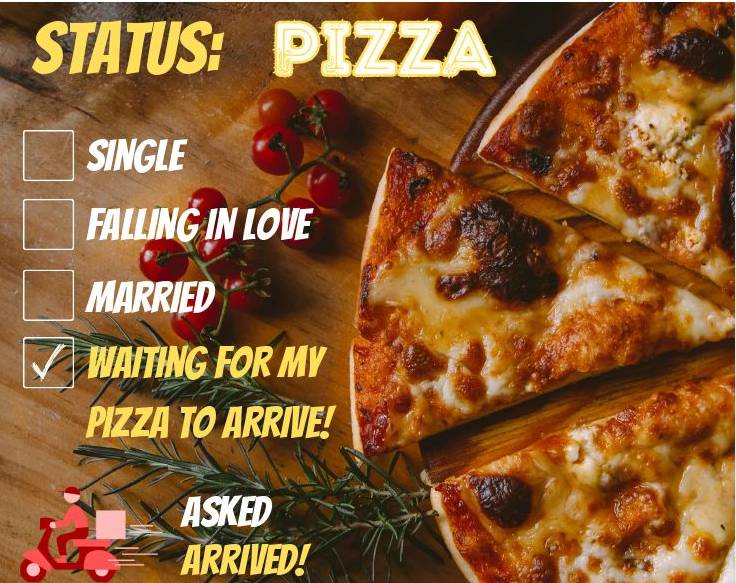 STATUS: PIZZA
SINGLE
FALLING IN LOVE
MARRIED
WAITING FOR MY
PIZZA TO ARRIVE!
ASKED
ARRIVED!